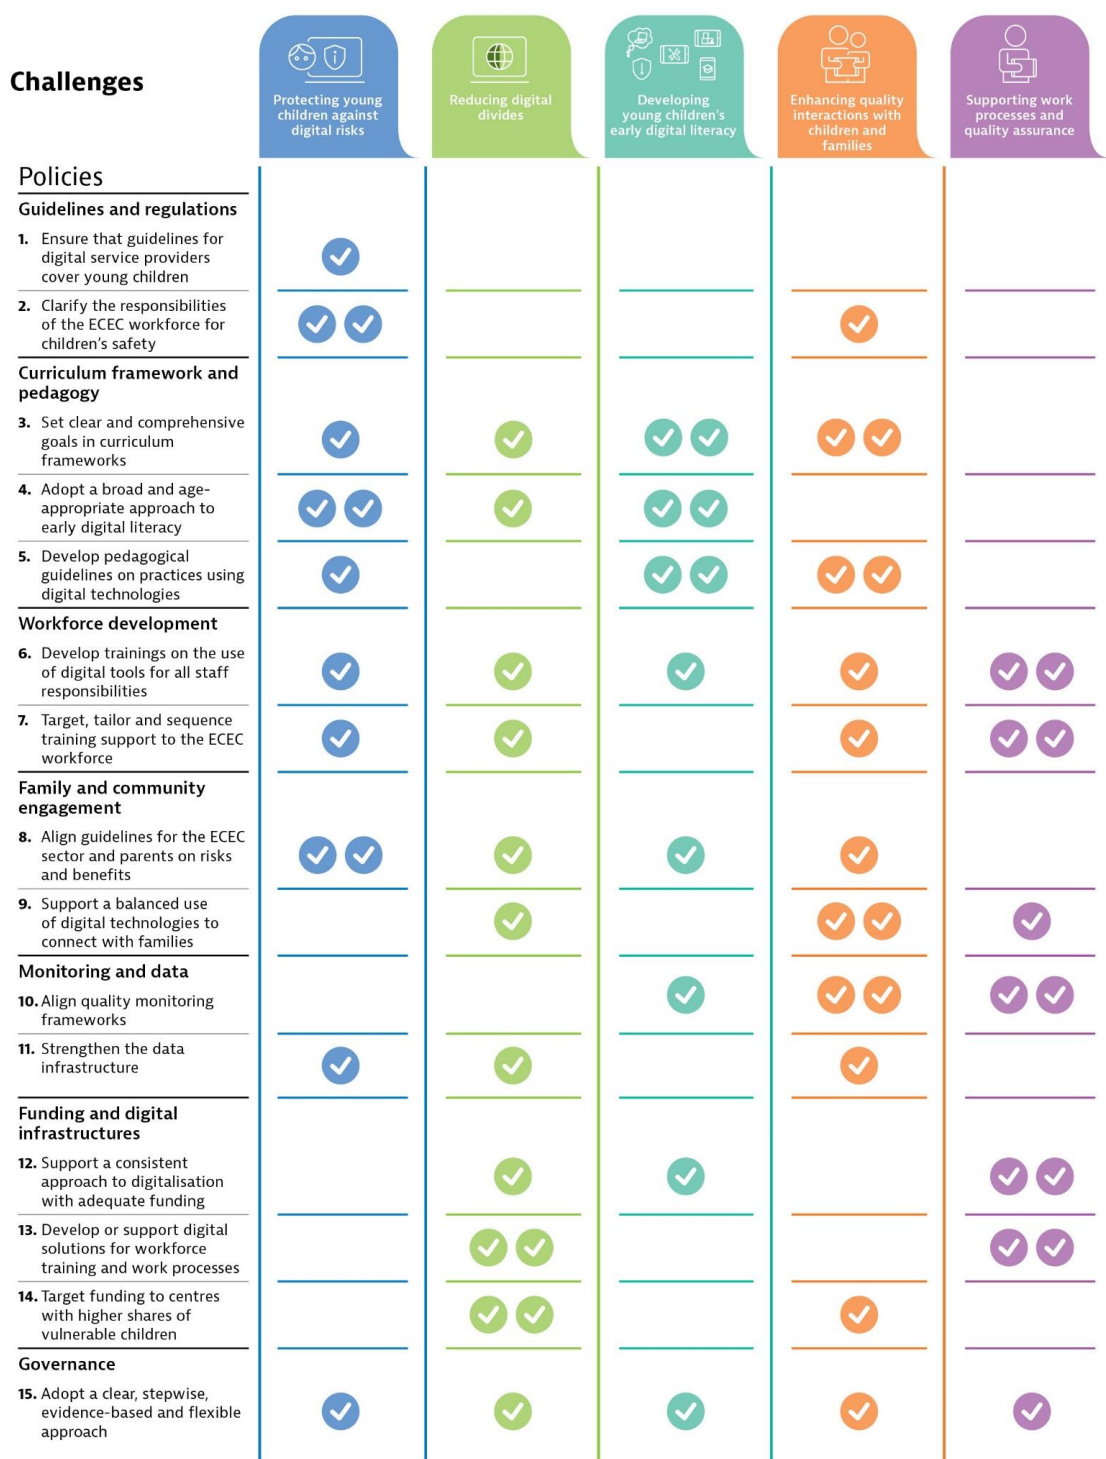 Challenges
Protecting young
children against
digital risks
Reducing digital
divides
Developing
young children's
early digital literacy
Enhancing quality
interactions with
children and
families
Supporting work
processes and
quality assurance
Policies
Guidelines and regulations
1. Ensure that guidelines for
digital service providers
cover young children
2. Clarify the responsibilities
of the ECEC workforce for
children's safety
Curriculum framework and
pedagogy
3. Set clear and comprehensive
goals in curriculum
frameworks
4. Adopt a broad and age-
appropriate approach to
early digital literacy
5. Develop pedagogical
guidelines on practices using
digital technologies
Workforce development
6. Develop trainings on the use
of digital tools for all staff
responsibilities
7. Target, tailor and sequence
training support to the ECEC
workforce
Family and community
engagement
8. Align guidelines for the ECEC
sector and parents on risks
and benefits
9. Support a balanced use
of digital technologies to
connect with families
Monitoring and data
10. Align quality monitoring
frameworks
11. Strengthen the data
infrastructure
Funding and digital
infrastructures
12. Support a consistent
approach to digitalisation
with adequate funding
13. Develop or support digital
solutions for workforce
training and work processes
14. Target funding to centres
with higher shares of
vulnerable children
Governance
15. Adopt a clear, stepwise,
evidence-based and flexible
approach